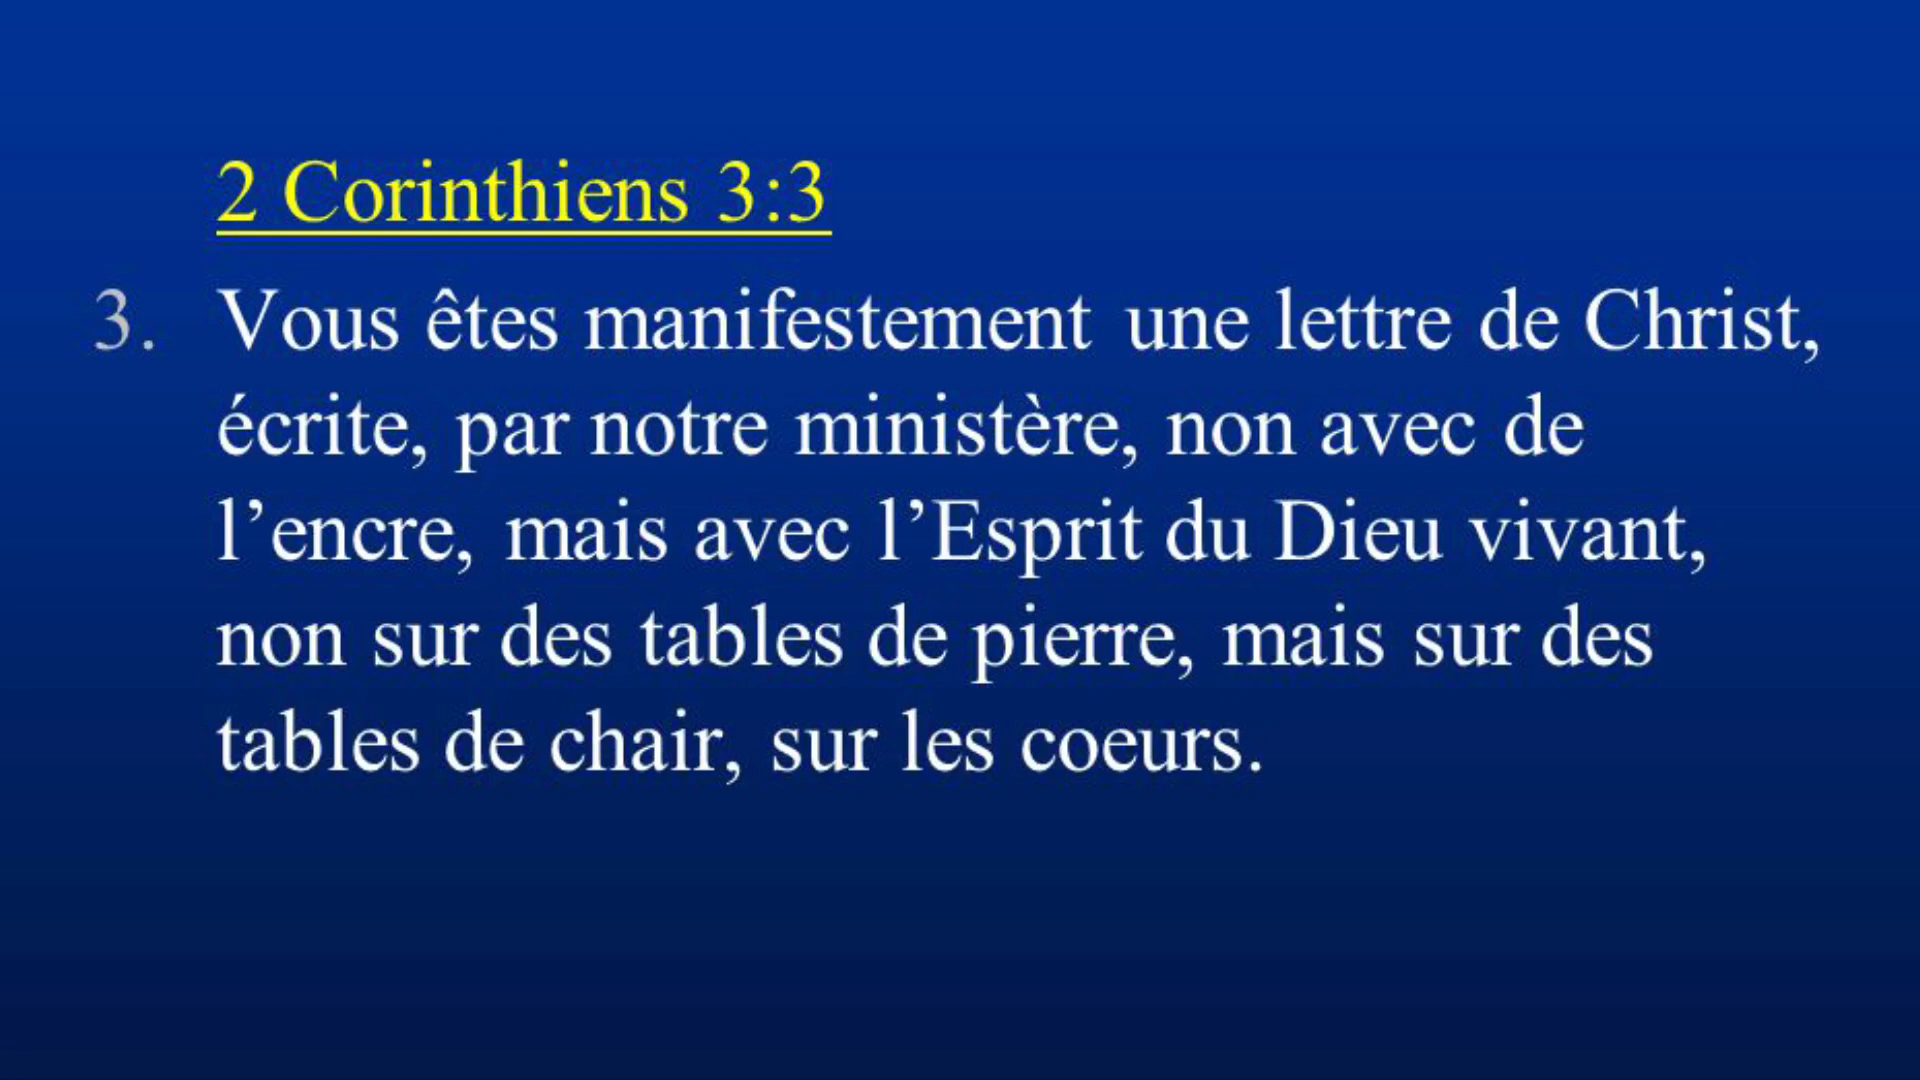 2 Corinthiens 3:3
3. Vous êtes manifestement une lettre de Christ,
écrite, par notre ministère, non avec de
l’encre, mais avec l’Esprit du Dieu vivant,
non sur des tables de pierre, mais sur des
tables de chair, sur les coeurs.